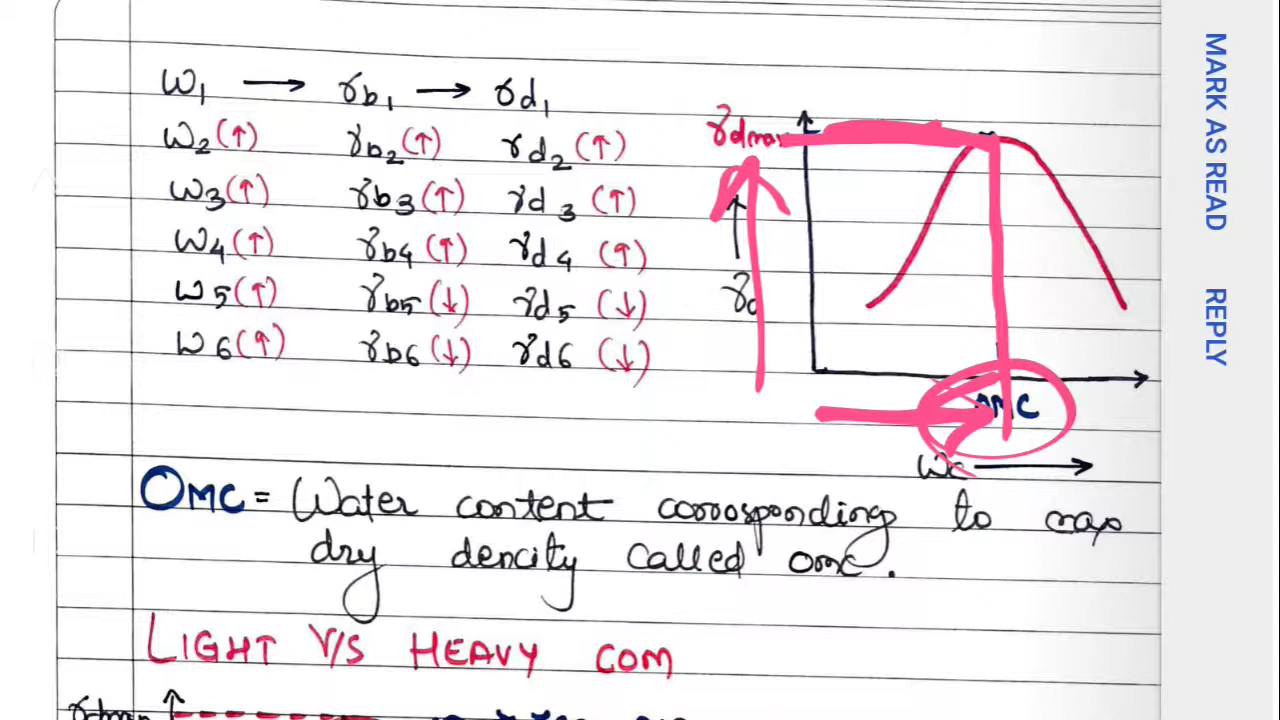 W1 → γb1 → γd1
W2 (↑) γb2 (↑) γd2 (↑)
W3 (↑) γb3 (↑) γd3 (↑)
W4 (↑) γb4 (↑) γd4 (↑)
W5 (↑) γb5 (↓) γd5 (↓)
W6 (↑) γb6 (↓) γd6 (↓)
γdmax
OMC
Wc →
OMC = Water content corrosponding to max
dry dencity called omc.
LIGHT V/S HEAVY COM
MARK AS READ
REPLY